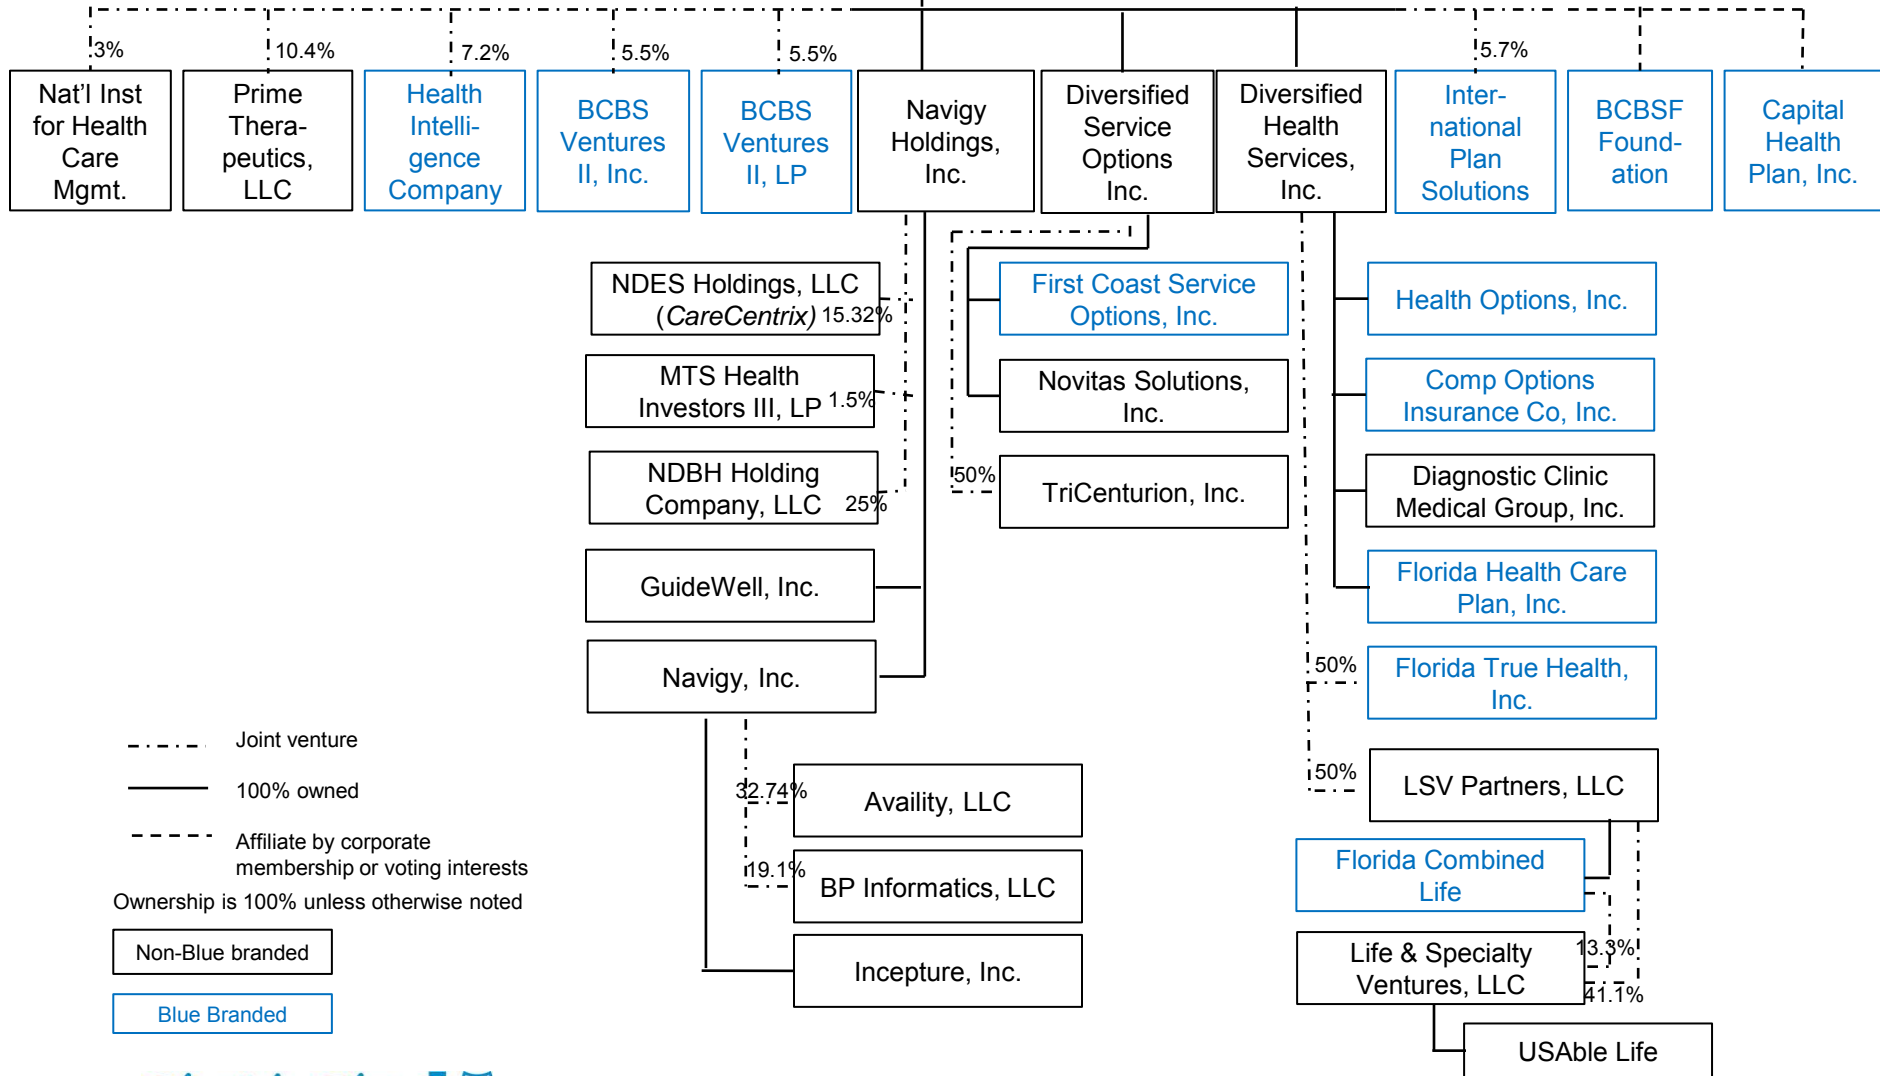 3%
10.4%
7.2%
5.5%
5.5%
5.7%
Nat'l Inst
for Health
Care
Mgmt.
Prime
Thera-
peutics,
LLC
Health
Intelli-
gence
Company
BCBS
Ventures
II, Inc.
BCBS
Ventures
II, LP
Navigy
Holdings,
Inc.
Diversified
Service
Options
Inc.
Diversified
Health
Services,
Inc.
Inter-
national
Plan
Solutions
BCBSF
Found-
ation
Capital
Health
Plan, Inc.
NDES Holdings, LLC
(CareCentrix) 15.32%
MTS Health
Investors III, LP 1.5%
NDBH Holding
Company, LLC 25%
GuideWell, Inc.
Navigy, Inc.
First Coast Service
Options, Inc.
Novitas Solutions,
Inc.
50%
TriCenturion, Inc.
Health Options, Inc.
Comp Options
Insurance Co, Inc.
Diagnostic Clinic
Medical Group, Inc.
Florida Health Care
Plan, Inc.
50%
Florida True Health,
Inc.
50%
LSV Partners, LLC
32.74%
Availity, LLC
19.1%
BP Informatics, LLC
Incepture, Inc.
Florida Combined
Life
13.3%
Life & Specialty
Ventures, LLC
41.1%
USAble Life
Joint venture
100% owned
Affiliate by corporate
membership or voting interests
Ownership is 100% unless otherwise noted
Non-Blue branded
Blue Branded